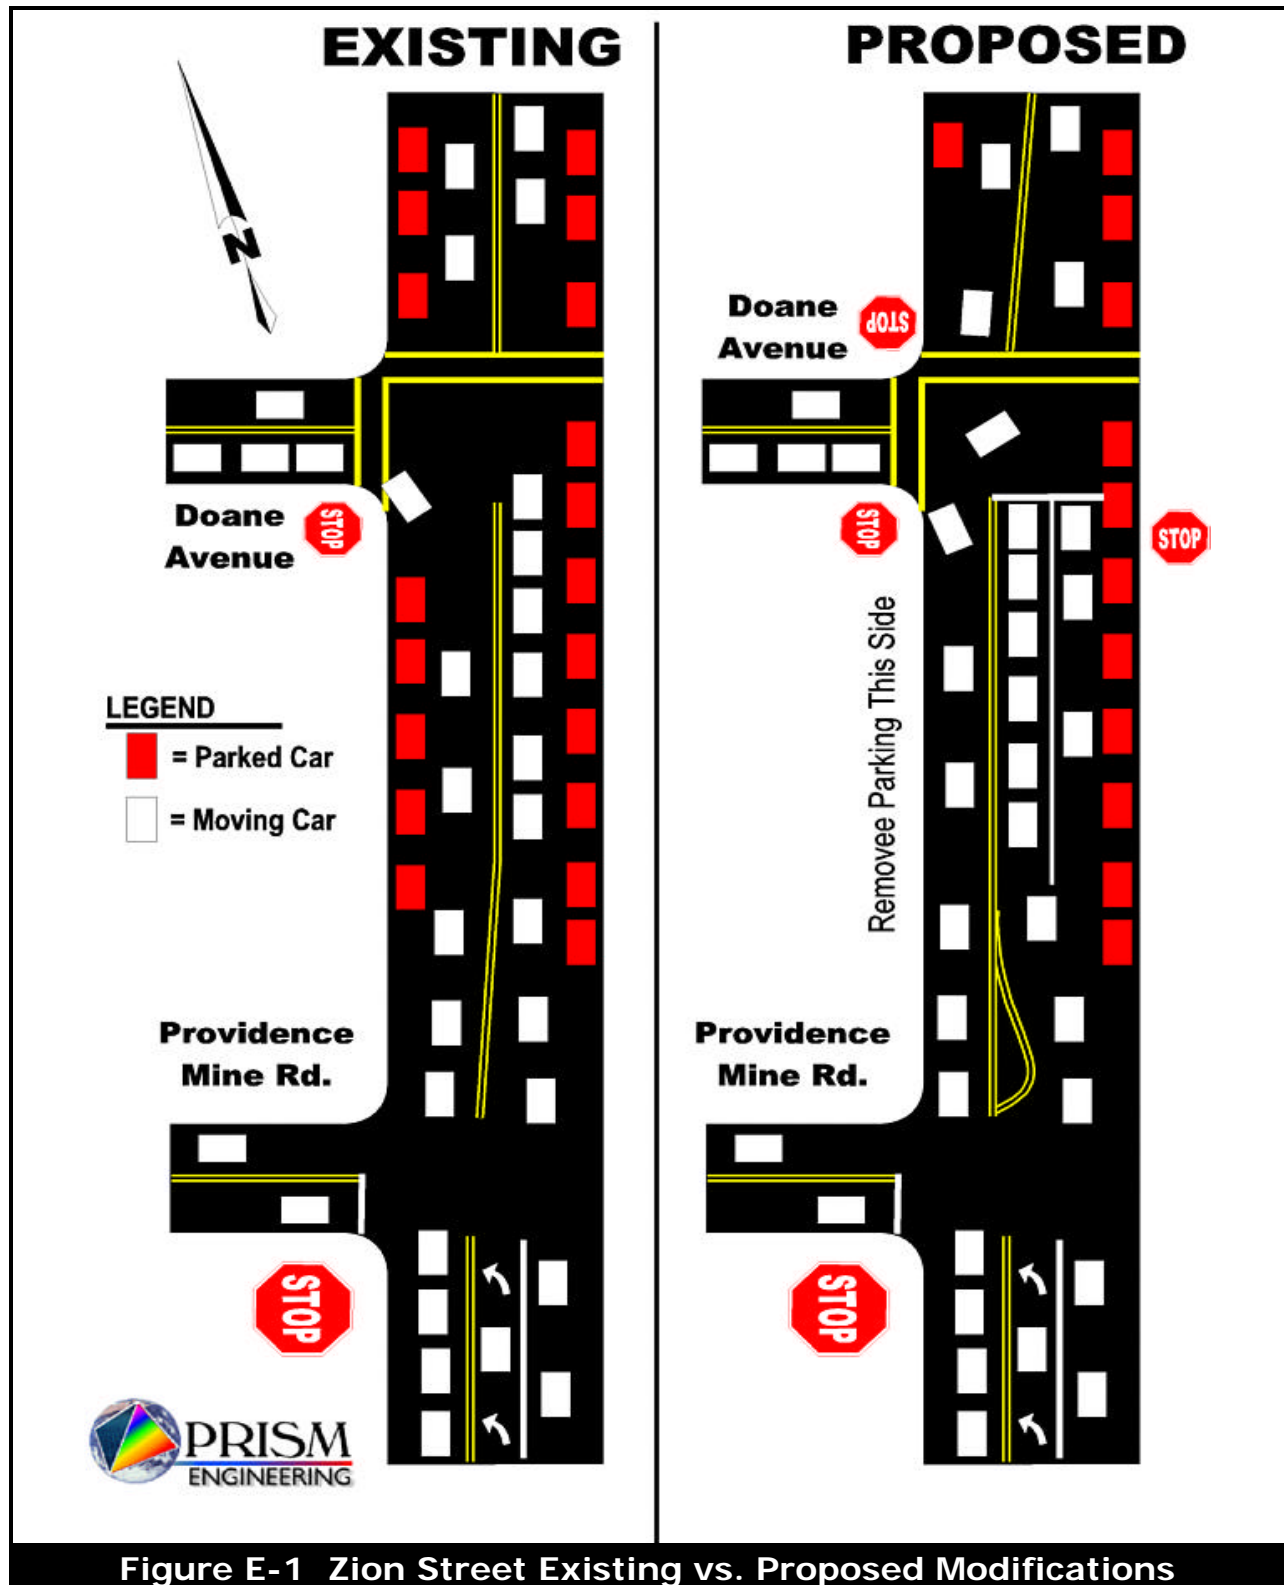 EXISTING
PROPOSED
N
Doane
Avenue
STOP
Doane
Avenue
STOP
STOP
STOP
LEGEND
= Parked Car
= Moving Car
Removee Parking This Side
Providence
Mine Rd.
Providence
Mine Rd.
STOP
STOP
PRISM
ENGINEERING
Figure E-1 Zion Street Existing vs. Proposed Modifications